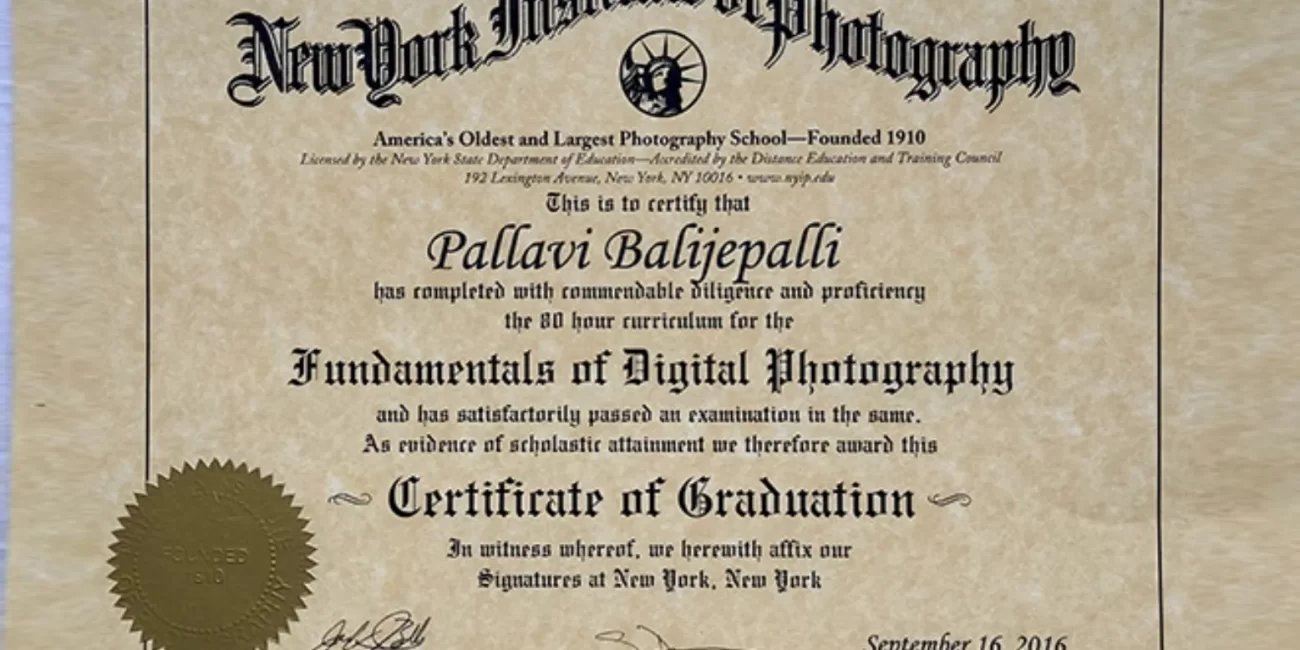 New York Institute of Photography
America's Oldest and Largest Photography School—Founded 1910
Licensed by the New York State Department of Education—Accredited by the Distance Education and Training Council
192 Lexington Avenue, New York, NY 10016 • www.nyip.edu
This is to certify that
Pallavi Balijepalli
has completed with commendable diligence and proficiency
the 80 hour curriculum for the
Fundamentals of Digital Photography
and has satisfactorily passed an examination in the same.
As evidence of scholastic attainment we therefore award this
Certificate of Graduation
In witness whereof, we herewith affix our
Signatures at New York, New York
FOUNDED
1910
September 16, 2016